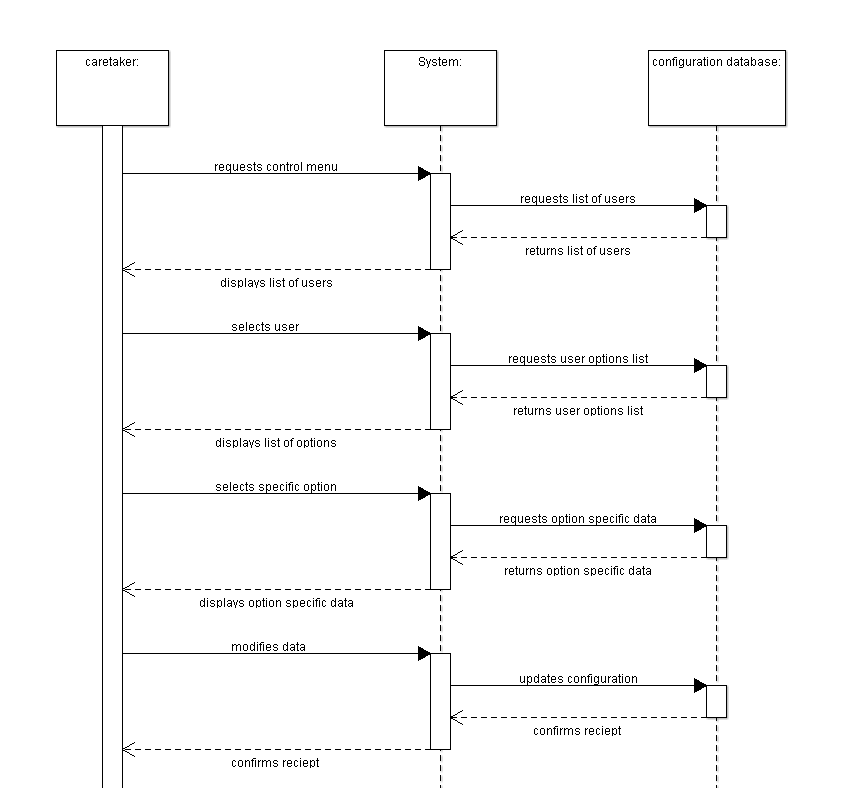 caretaker:
System:
configuration database:
requests control menu
requests list of users
returns list of users
displays list of users
selects user
requests user options list
returns user options list
displays list of options
selects specific option
requests option specific data
returns option specific data
displays option specific data
modifies data
updates configuration
confirms reciept
confirms reciept